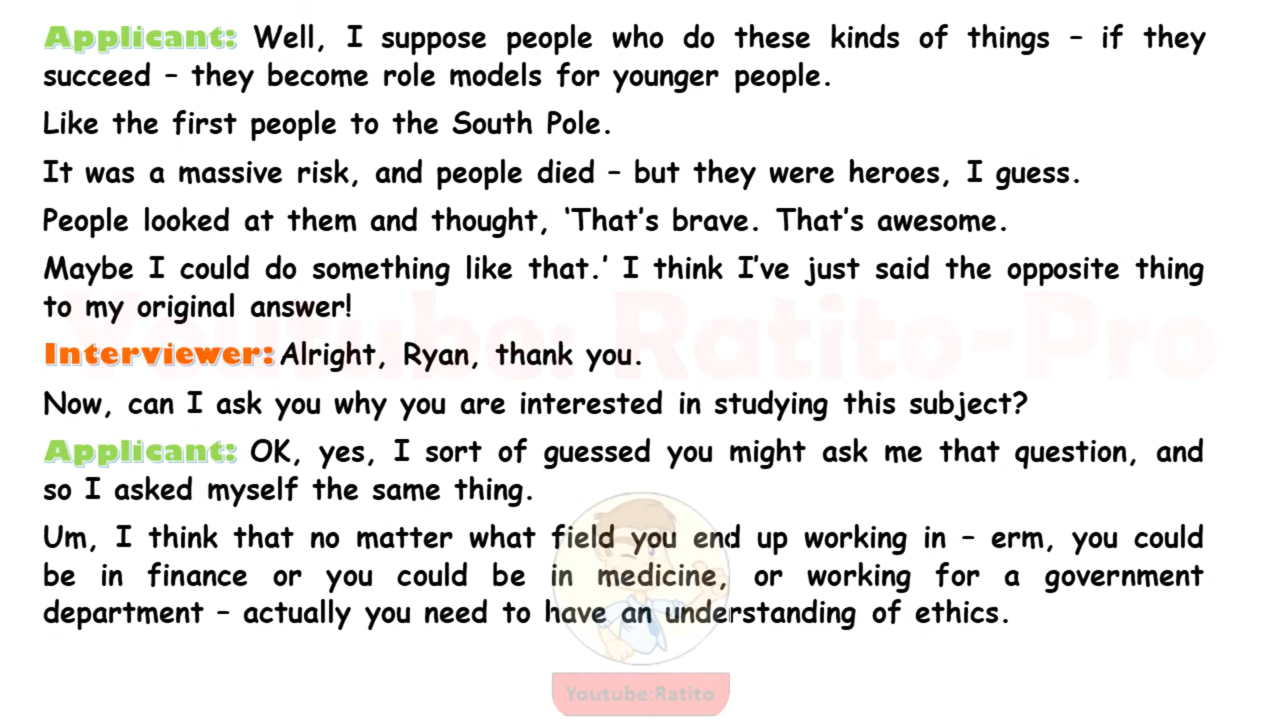 Applicant: Well, I suppose people who do these kinds of things – if they
succeed – they become role models for younger people.
Like the first people to the South Pole.
It was a massive risk, and people died – but they were heroes, I guess.
People looked at them and thought, ‘That’s brave. That’s awesome.
Maybe I could do something like that.’ I think I’ve just said the opposite thing
to my original answer!
Youtube: Ratito-Pro
Interviewer: Alright, Ryan, thank you.
Now, can I ask you why you are interested in studying this subject?
Applicant: OK, yes, I sort of guessed you might ask me that question, and
so I asked myself the same thing.
Um, I think that no matter what field you end up working in – erm, you could
be in finance or you could be in medicine, or working for a government
department – actually you need to have an understanding of ethics.
Youtube:Ratito